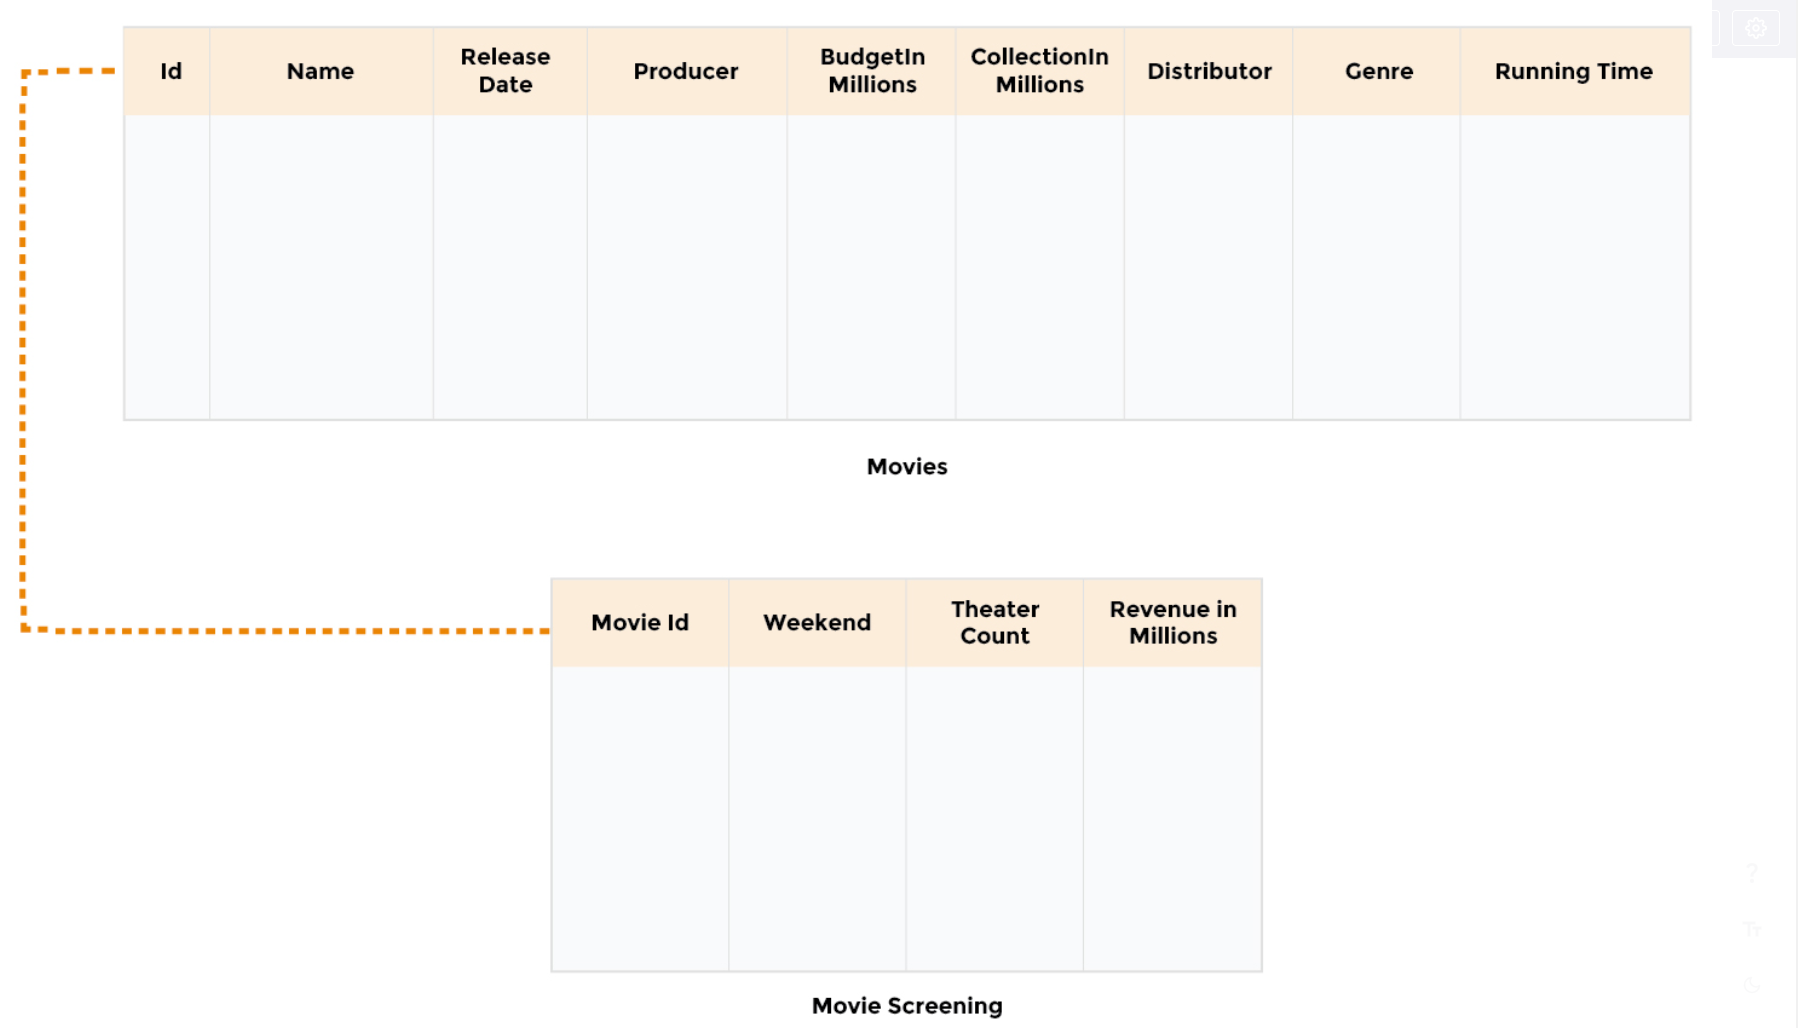 Id
Name
Release
Date
Producer
BudgetIn
Millions
CollectionIn
Millions
Distributor
Genre
Running Time
Movies
Movie Id
Weekend
Theater
Count
Revenue in
Millions
Movie Screening
?
Tт